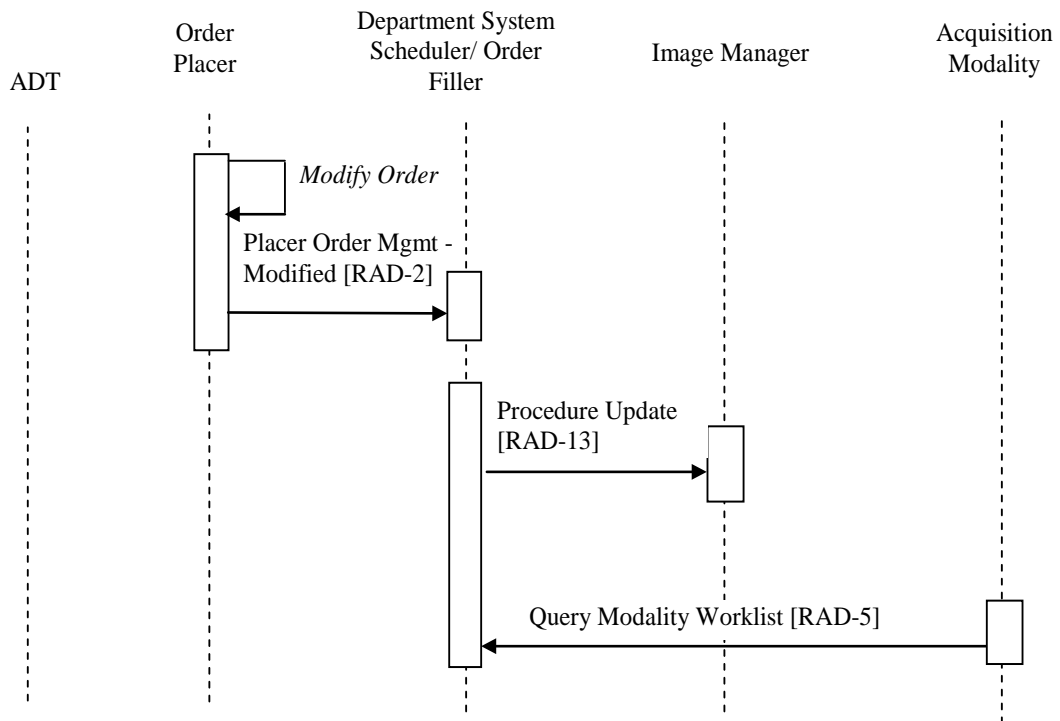 ADT
Order
Placer
Department System
Scheduler/ Order
Filler
Image Manager
Acquisition
Modality
Modify Order
Placer Order Mgmt -
Modified [RAD-2]
Procedure Update
[RAD-13]
Query Modality Worklist [RAD-5]